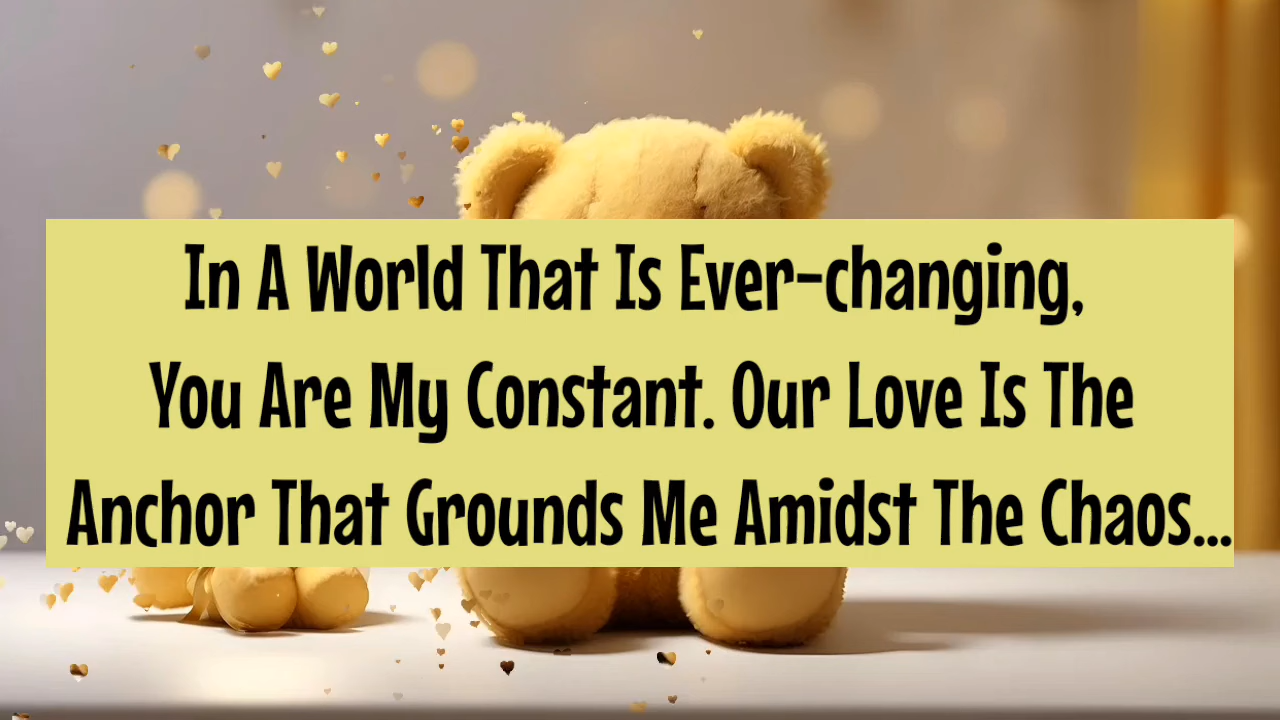 In A World That Is Ever-changing,
You Are My Constant. Our Love Is The
Anchor That Grounds Me Amidst The Chaos...